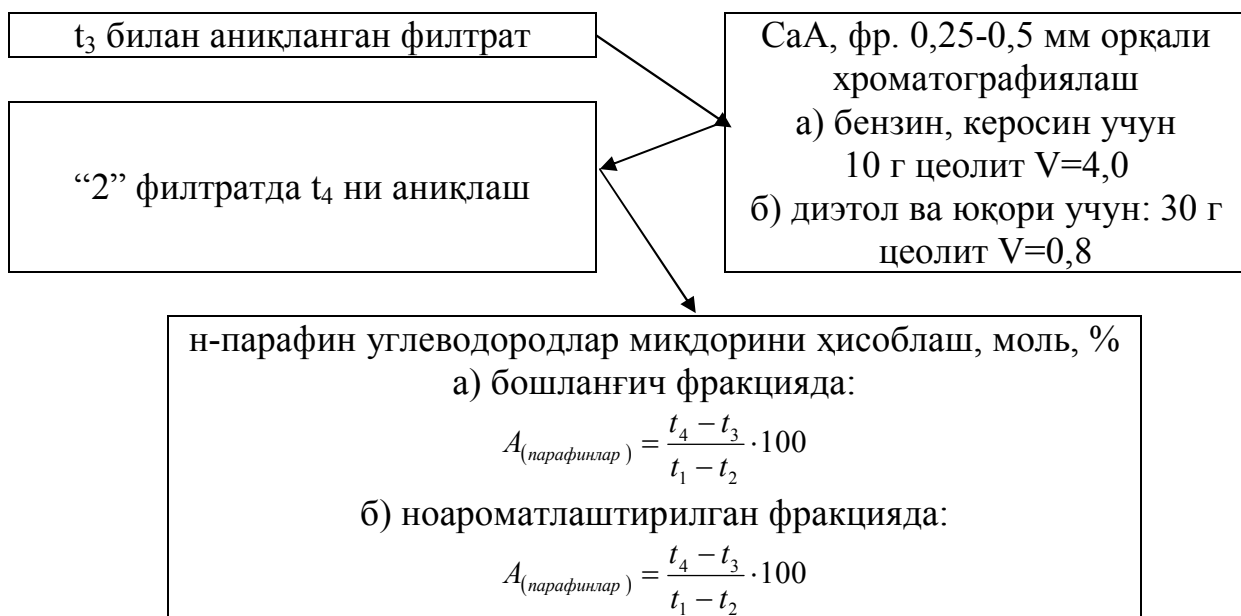 t₃ билан аниқланган филтрат
СаА, фр. 0,25-0,5 мм орқали
хроматографиялаш
а) бензин, керосин учун
10 г цеолит V=4,0
б) диэтол ва юқори учун: 30 г
цеолит V=0,8
“2” филтратда t₄ ни аниқлаш
н-парафин углеводородлар миқдорини ҳисоблаш, моль, %
а) бошланғич фракцияда:
A₍парафинлар₎ = (t₄ − t₃)/(t₁ − t₂) · 100
б) ноароматлаштирилган фракцияда:
A₍парафинлар₎ = (t₄ − t₃)/(t₁ − t₂) · 100